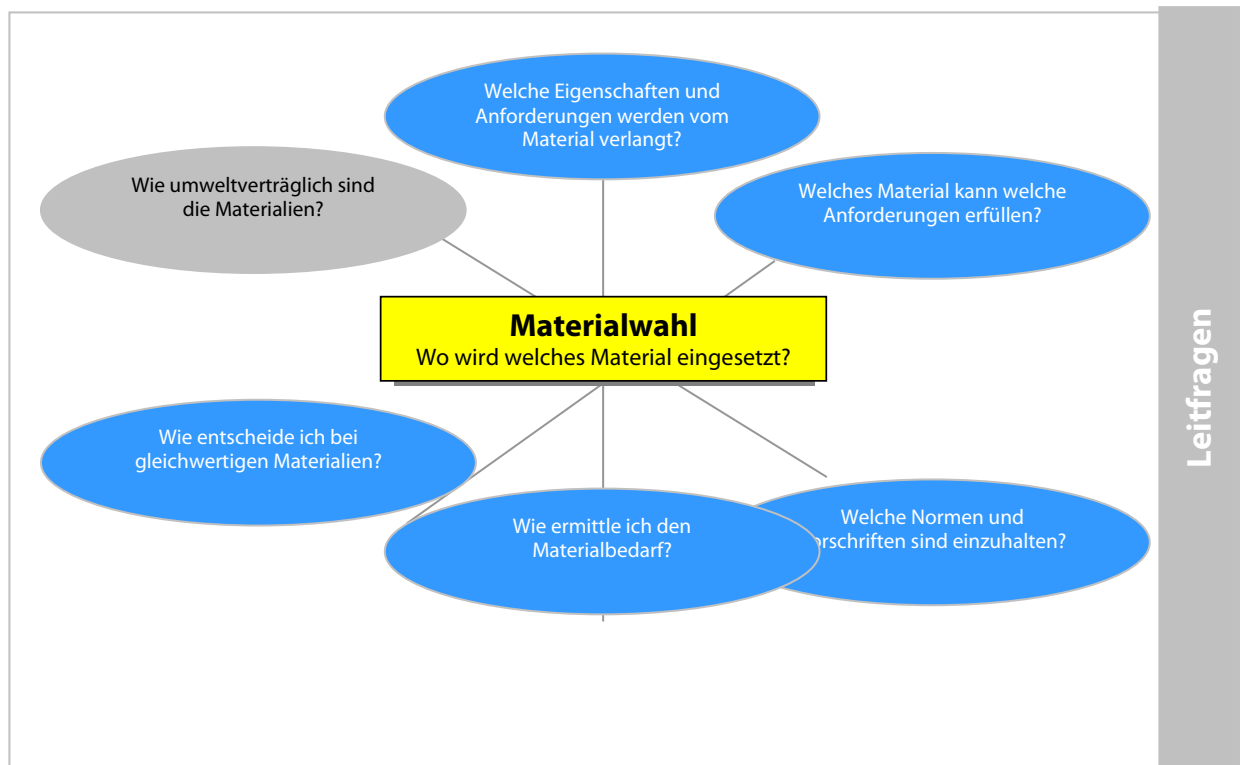 Welche Eigenschaften und
Anforderungen werden vom
Material verlangt?
Wie umweltverträglich sind
die Materialien?
Welches Material kann welche
Anforderungen erfüllen?
Materialwahl
Wo wird welches Material eingesetzt?
Wie entscheide ich bei
gleichwertigen Materialien?
Wie ermittle ich den
Materialbedarf?
Welche Normen und
orschriften sind einzuhalten?
Leitfragen